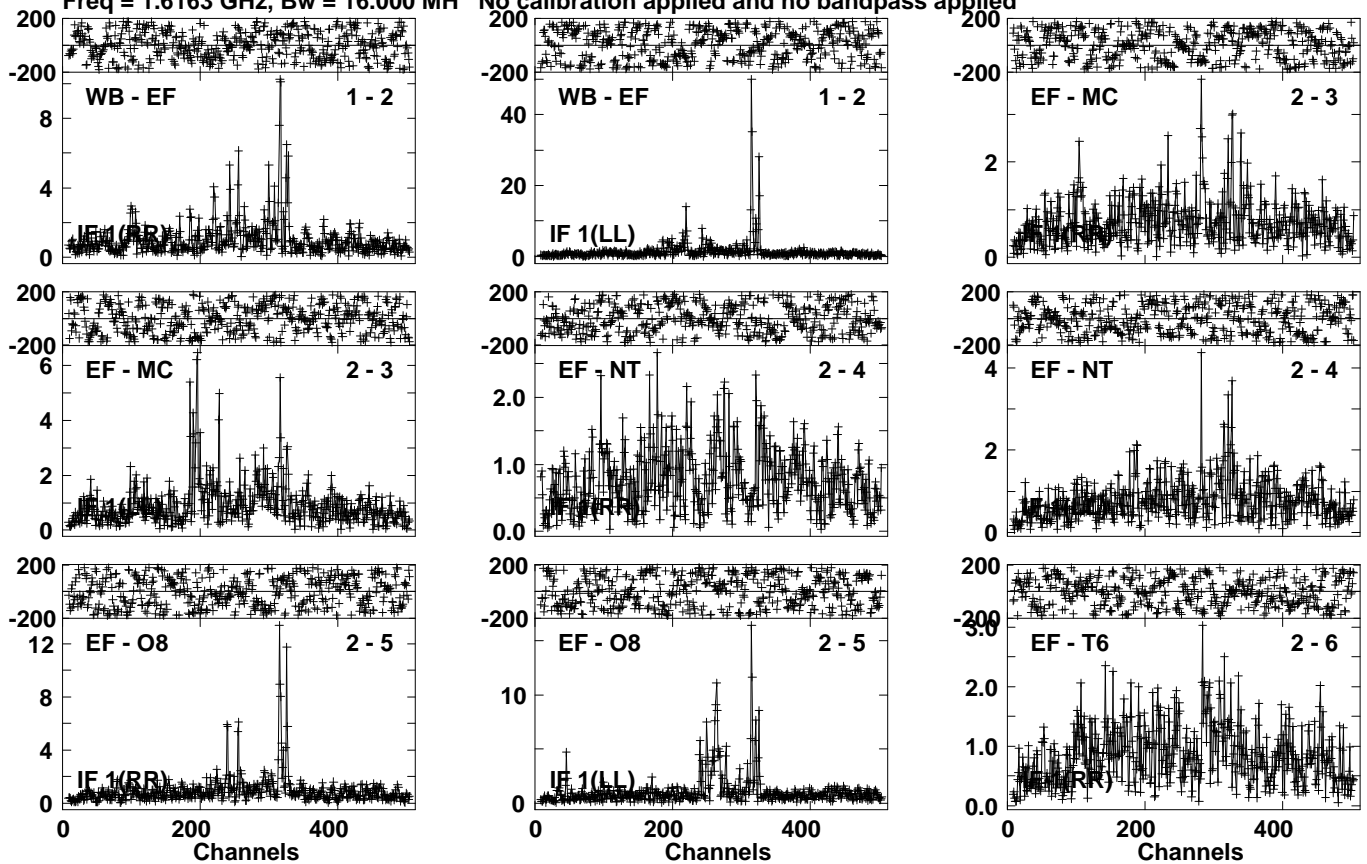 Freq = 1.6163 GHz, Bw = 16.000 MH No calibration applied and no bandpass applied
200 200 200
-200 -200 -200
WB - EF 1 - 2 WB - EF 1 - 2 EF - MC 2 - 3
8 40
4 20 2
IF 1(RR) IF 1(LL)
0 0 0
200 200 200
-200 -200 -200
EF - MC 2 - 3 EF - NT 2 - 4 EF - NT 2 - 4
6 4
4 2.0
2 1.0 2
0 0.0 0
200 200 200
-200 -200 -200
EF - O8 2 - 5 EF - O8 2 - 5 EF - T6 2 - 6
12 3.0
8 10 2.0
4 1.0
IF 1(RR) IF 1(LL) IF 1(RR)
0 0 0.0
0 200 400 0 200 400 0 200 400
Channels Channels Channels